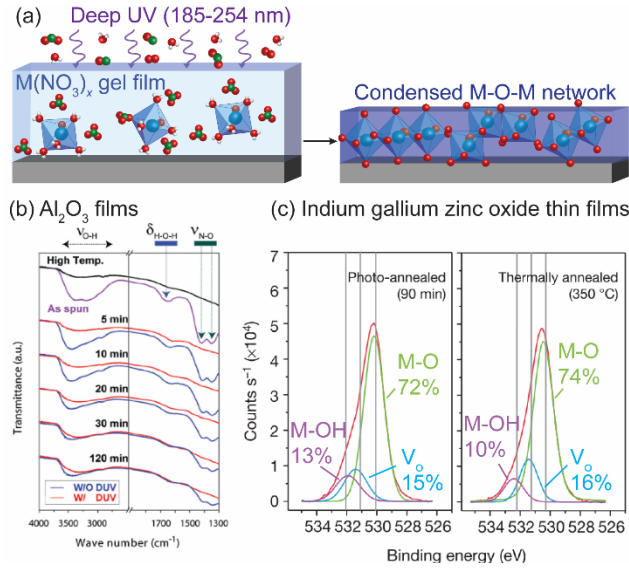 (a)
Deep UV (185-254 nm)
M(NO₃)ₓ gel film
Condensed M-O-M network
(b) Al₂O₃ films
ν_O-H
δ_H-O-H
ν_N-O
High Temp.
As spun
5 min
10 min
20 min
30 min
120 min
W/O DUV
W/ DUV
Transmittance (a.u.)
4000 3000 1700 1500 1300
Wave number (cm⁻¹)
(c) Indium gallium zinc oxide thin films
Counts s⁻¹ (×10⁴)
7
6
5
4
3
2
1
0
Photo-annealed
(90 min)
M-O
72%
M-OH
13%
Vₒ
15%
534 532 530 528 526
Thermally annealed
(350 °C)
M-O
74%
M-OH
10%
Vₒ
16%
534 532 530 528 526
Binding energy (eV)